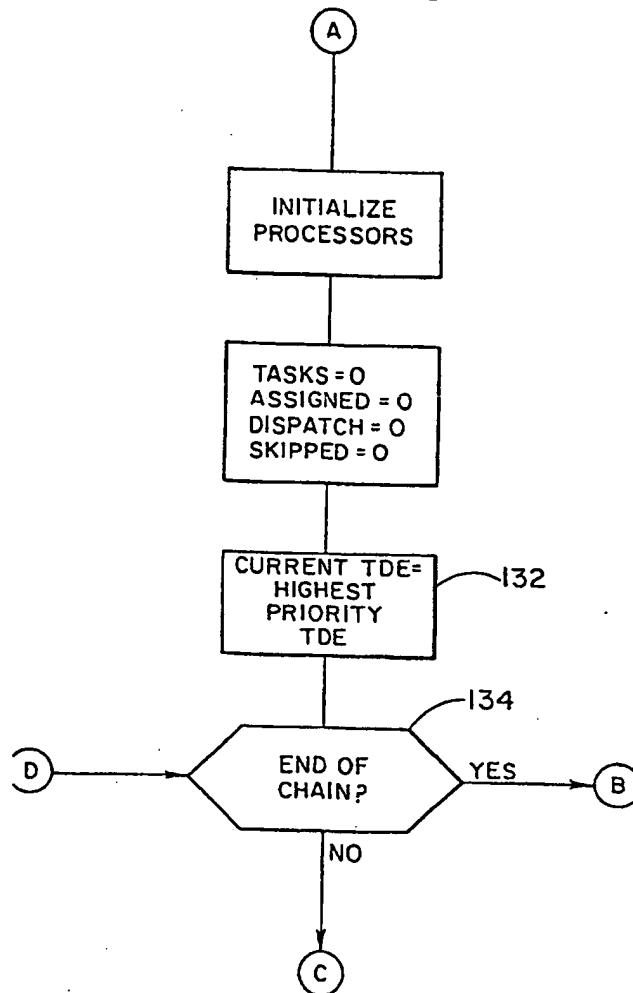 A
INITIALIZE
PROCESSORS
TASKS = 0
ASSIGNED = 0
DISPATCH = 0
SKIPPED = 0
CURRENT TDE=
HIGHEST
PRIORITY
TDE
132
134
D
END OF
CHAIN?
YES
B
NO
C